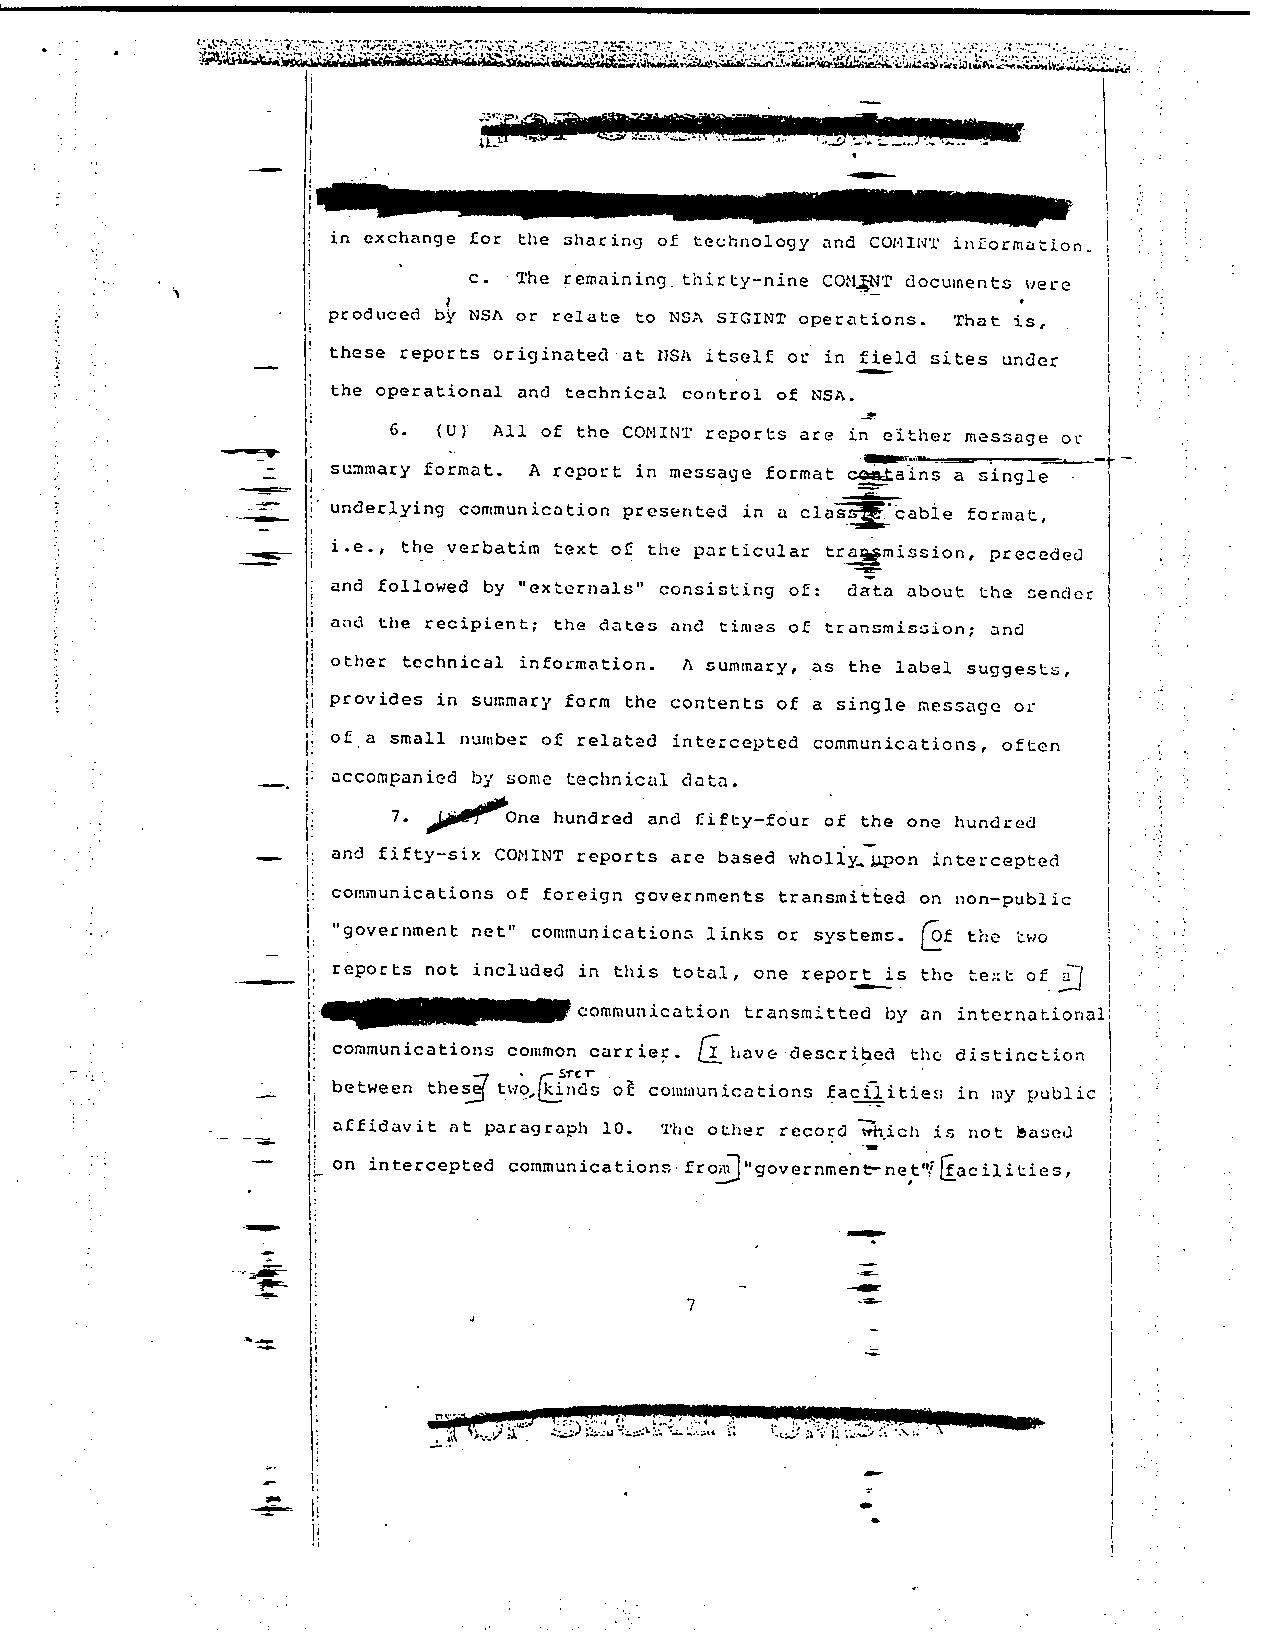 TOP SECRET UMBRA
in exchange for the sharing of technology and COMINT information.
c. The remaining thirty-nine COMINT documents were
produced by NSA or relate to NSA SIGINT operations. That is,
these reports originated at NSA itself or in field sites under
the operational and technical control of NSA.
6. (U) All of the COMINT reports are in either message or
summary format. A report in message format contains a single
underlying communication presented in a classic cable format,
i.e., the verbatim text of the particular transmission, preceded
and followed by "externals" consisting of: data about the sender
and the recipient; the dates and times of transmission; and
other technical information. A summary, as the label suggests,
provides in summary form the contents of a single message or
of a small number of related intercepted communications, often
accompanied by some technical data.
7. One hundred and fifty-four of the one hundred
and fifty-six COMINT reports are based wholly upon intercepted
communications of foreign governments transmitted on non-public
"government net" communications links or systems. [Of the two
reports not included in this total, one report is the text of a]
communication transmitted by an international
communications common carrier. [I have described the distinction
STET
between these] two, [kinds of communications facilities in my public
affidavit at paragraph 10. The other record which is not based
on intercepted communications from] "government-net" [facilities,
7
TOP SECRET UMBRA